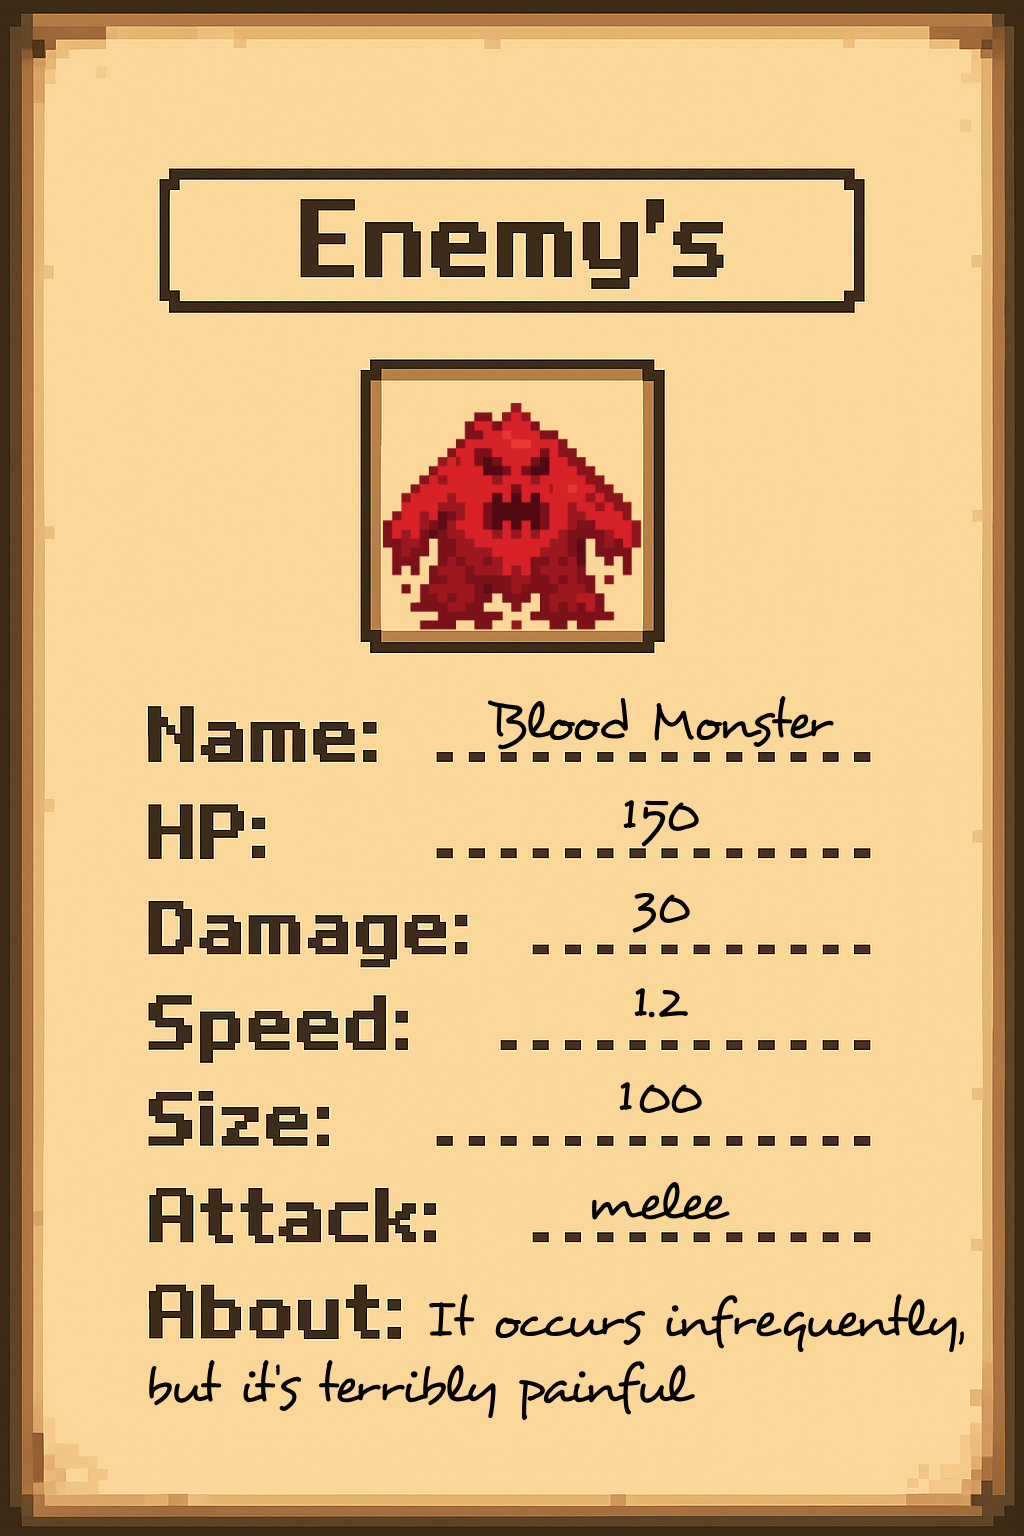 Enemy's
Name: Blood Monster
HP: 150
Damage: 30
Speed: 1.2
Size: 100
Attack: melee
About: It occurs infrequently,
but it's terribly painful